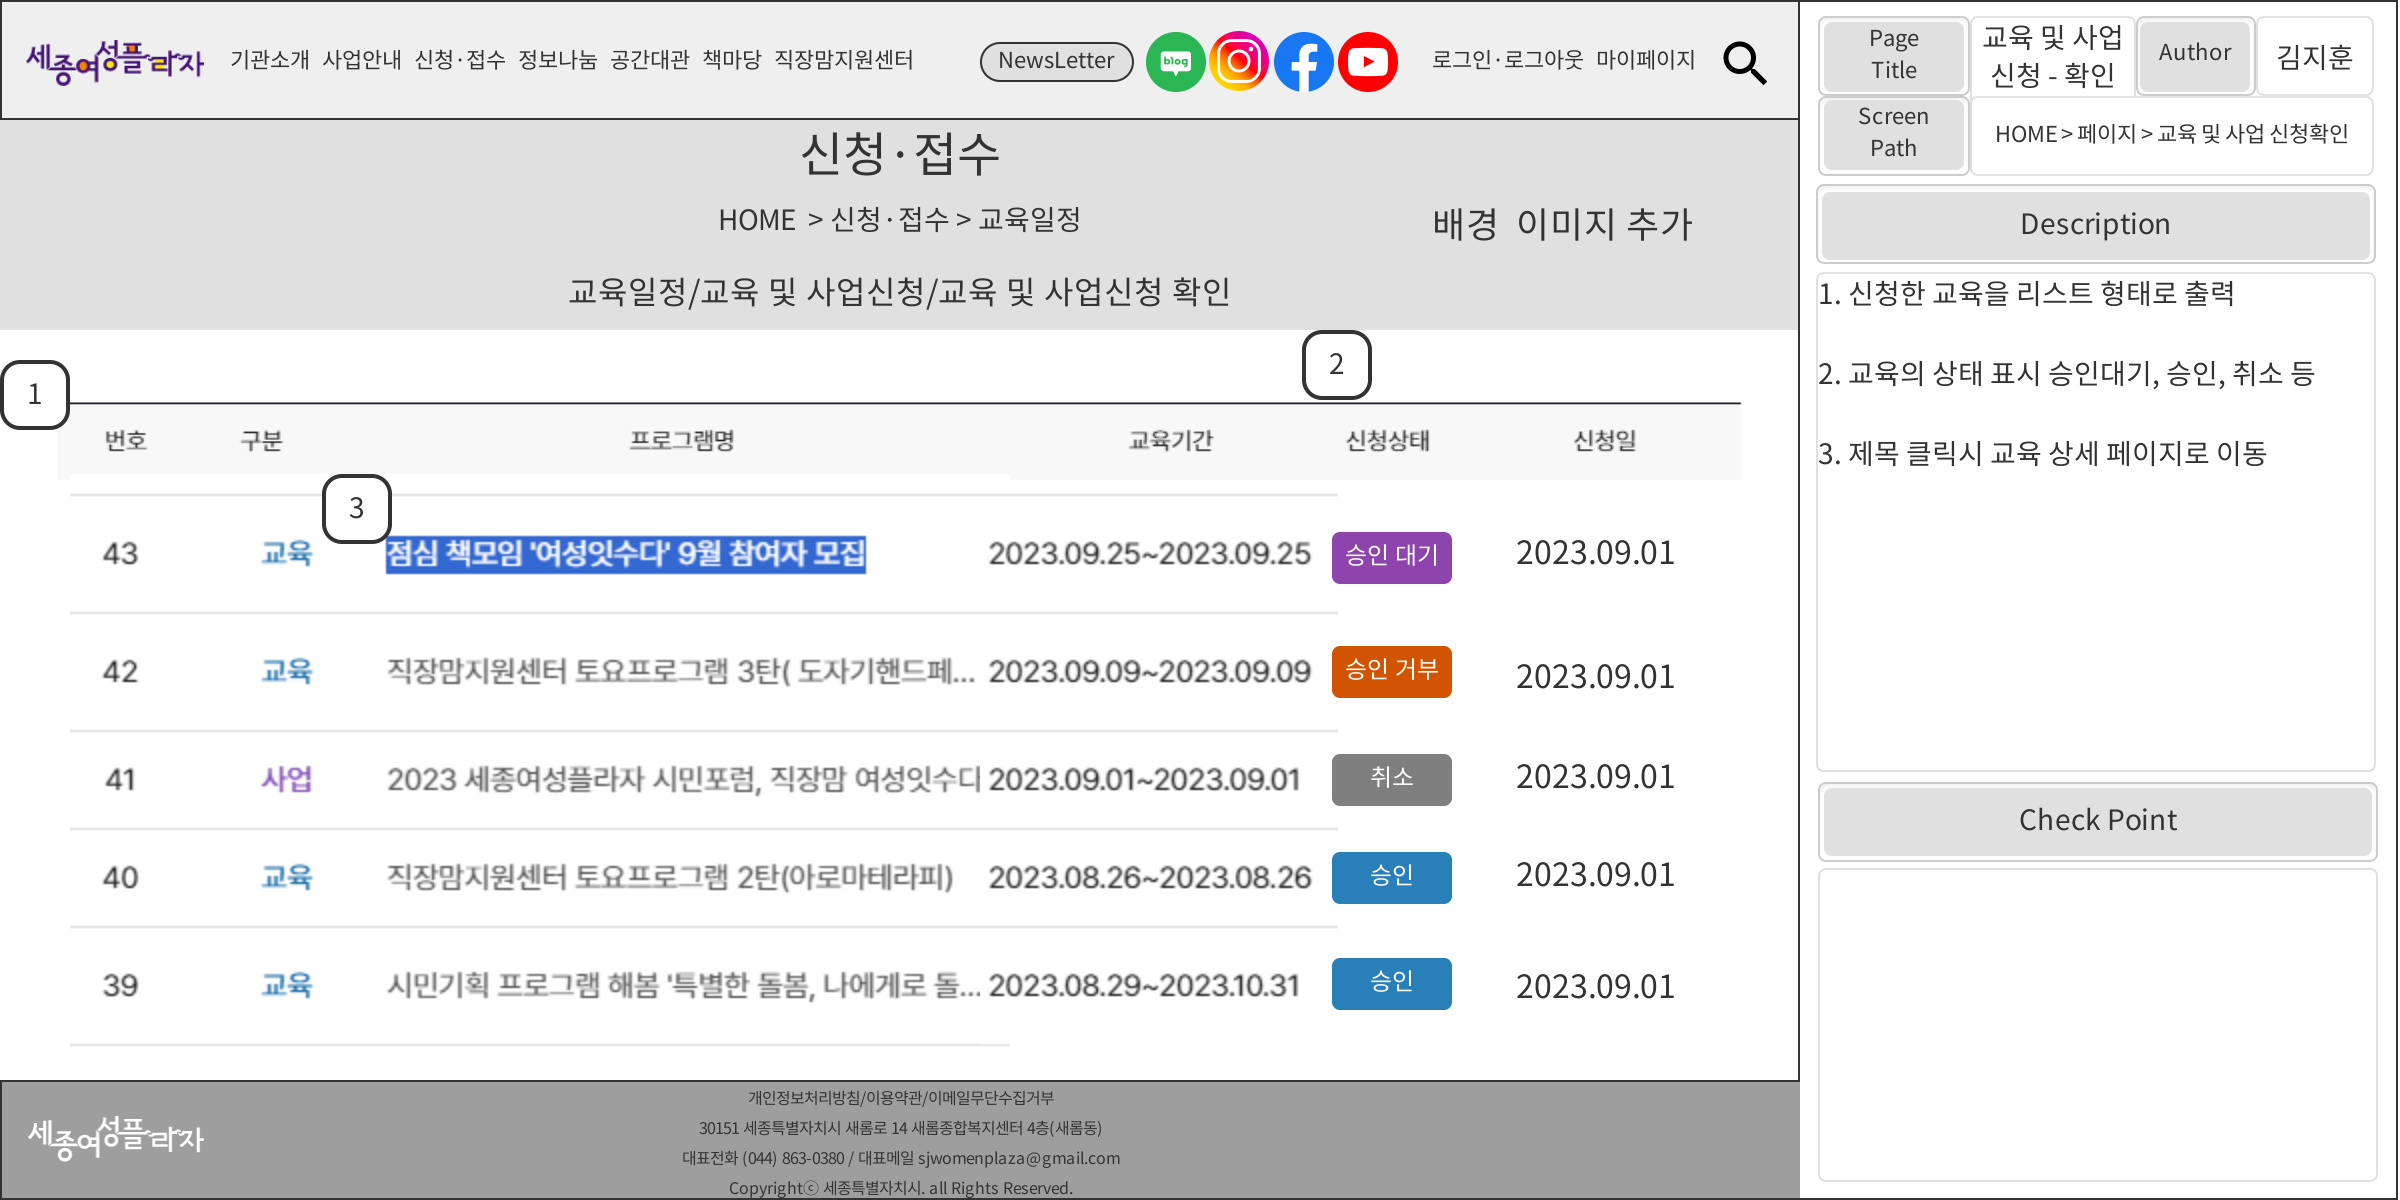 세종여성플라자 기관소개 사업안내 신청·접수 정보나눔 공간대관 책마당 직장맘지원센터 NewsLetter blog 로그인·로그아웃 마이페이지
신청·접수
HOME > 신청·접수 > 교육일정
배경 이미지 추가
교육일정/교육 및 사업신청/교육 및 사업신청 확인
1
2
번호 구분 프로그램명 교육기간 신청상태 신청일
3
43 교육 점심 책모임 '여성잇수다' 9월 참여자 모집 2023.09.25~2023.09.25 승인 대기 2023.09.01
42 교육 직장맘지원센터 토요프로그램 3탄( 도자기핸드페... 2023.09.09~2023.09.09 승인 거부 2023.09.01
41 사업 2023 세종여성플라자 시민포럼, 직장맘 여성잇수다 2023.09.01~2023.09.01 취소 2023.09.01
40 교육 직장맘지원센터 토요프로그램 2탄(아로마테라피) 2023.08.26~2023.08.26 승인 2023.09.01
39 교육 시민기획 프로그램 해봄 '특별한 돌봄, 나에게로 돌... 2023.08.29~2023.10.31 승인 2023.09.01
세종여성플라자
개인정보처리방침/이용약관/이메일무단수집거부
30151 세종특별자치시 새롬로 14 새롬종합복지센터 4층(새롬동)
대표전화 (044) 863-0380 / 대표메일 sjwomenplaza@gmail.com
Copyrightⓒ 세종특별자치시. all Rights Reserved.
Page
Title
교육 및 사업
신청 - 확인
Author
김지훈
Screen
Path
HOME > 페이지 > 교육 및 사업 신청확인
Description
1. 신청한 교육을 리스트 형태로 출력
2. 교육의 상태 표시 승인대기, 승인, 취소 등
3. 제목 클릭시 교육 상세 페이지로 이동
Check Point